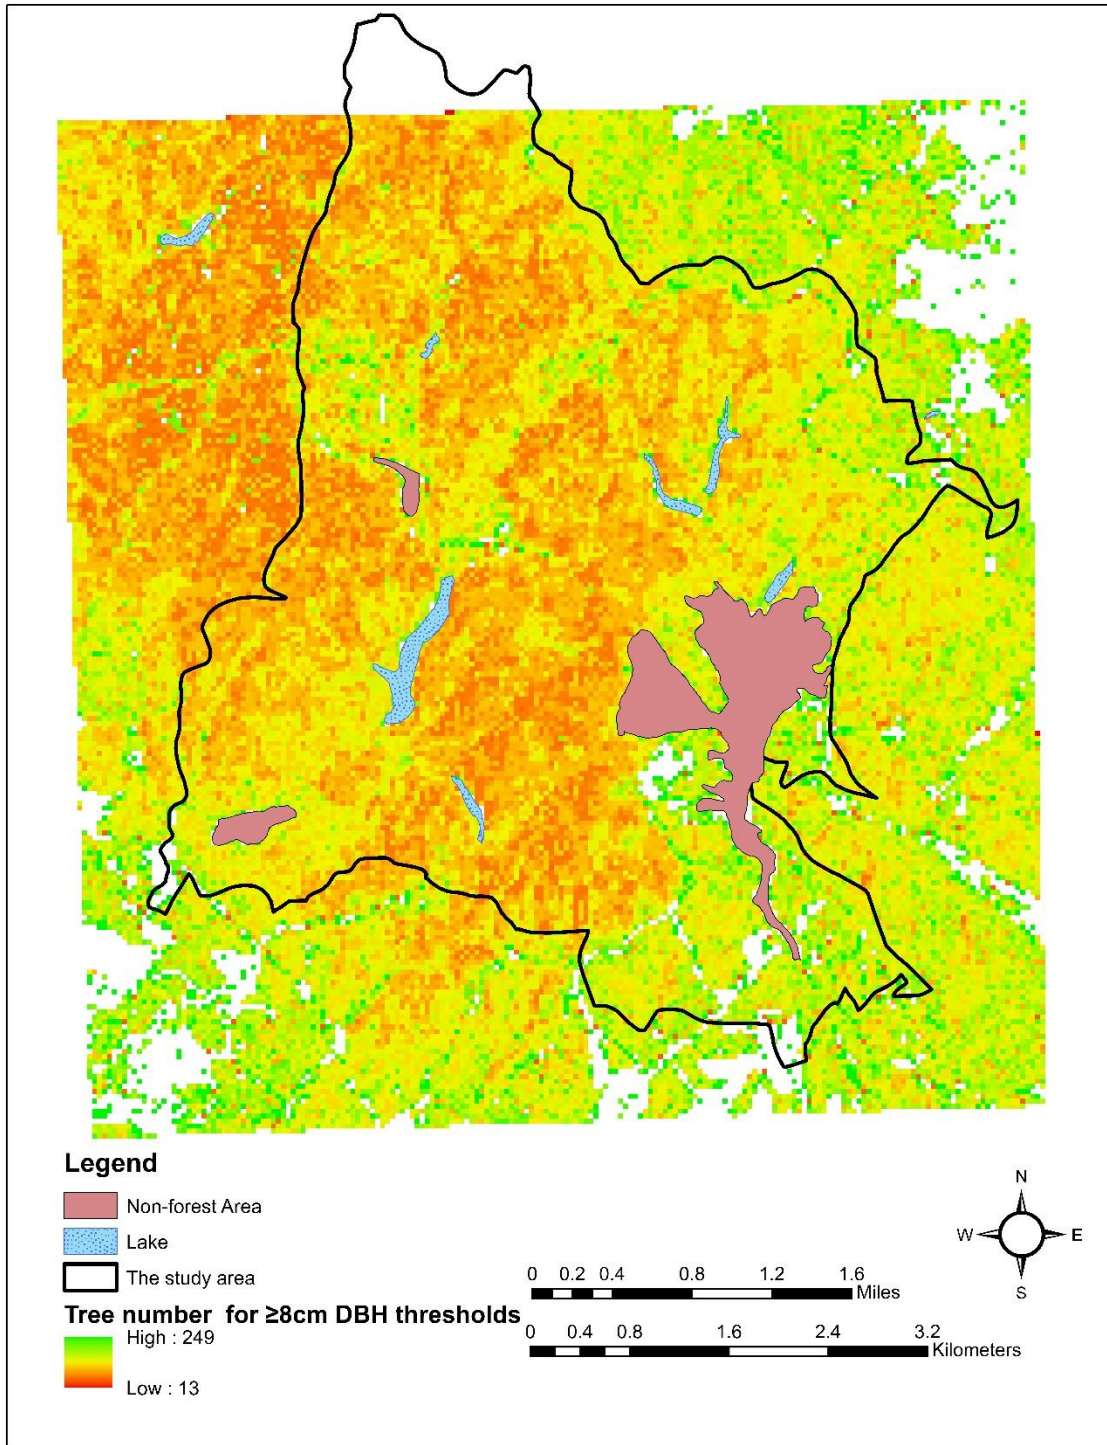 Legend
Non-forest Area
Lake
The study area
Tree number for ≥8cm DBH thresholds
High : 249
Low : 13
0 0.2 0.4 0.8 1.2 1.6
Miles
0 0.4 0.8 1.6 2.4 3.2
Kilometers
N
W E
S